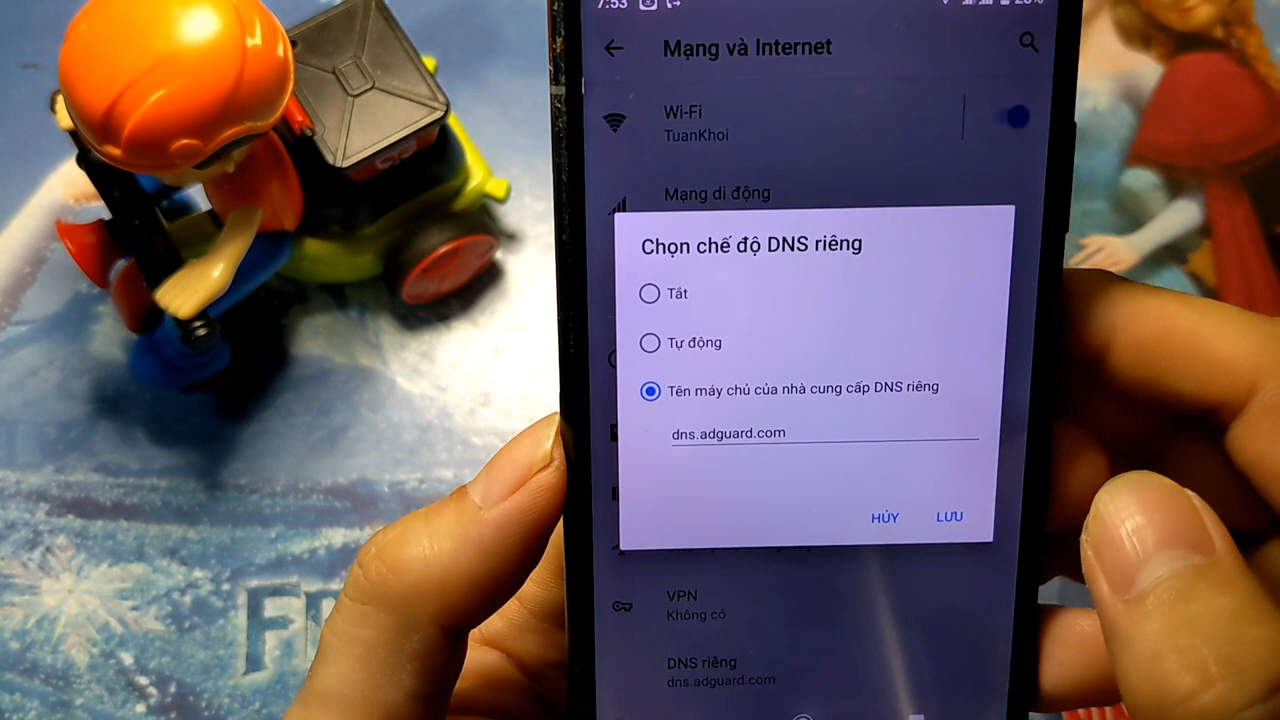 7:53
Mạng và Internet
Wi-Fi
TuanKhoi
Mạng di động
Chọn chế độ DNS riêng
Tắt
Tự động
Tên máy chủ của nhà cung cấp DNS riêng
dns.adguard.com
HỦY LƯU
VPN
Không có
DNS riêng
dns.adguard.com